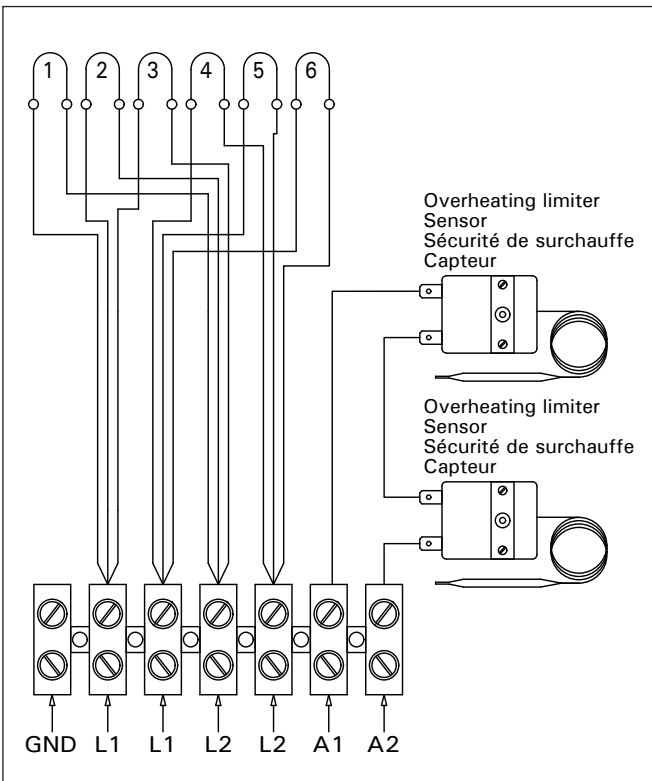 1 2 3 4 5 6
Overheating limiter
Sensor
Sécurité de surchauffe
Capteur
Overheating limiter
Sensor
Sécurité de surchauffe
Capteur
GND L1 L1 L2 L2 A1 A2